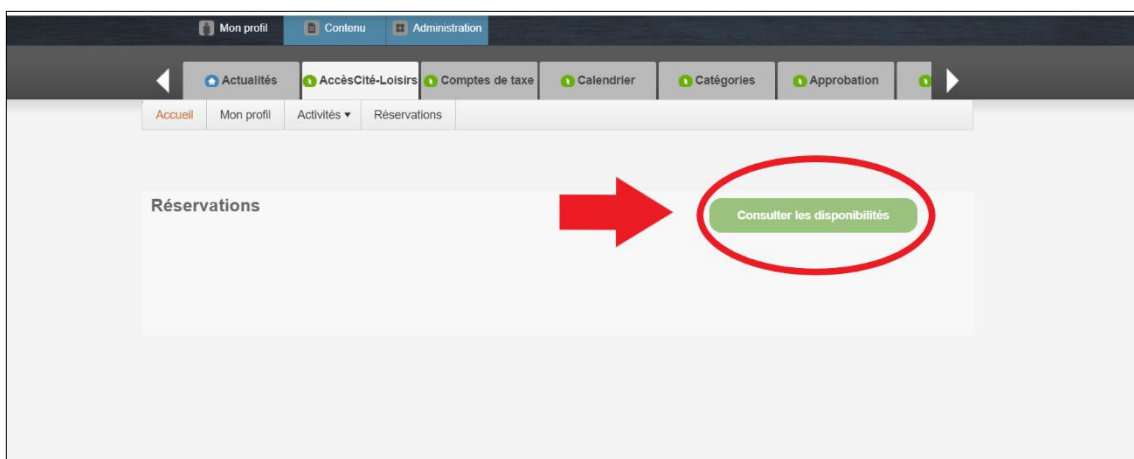 Mon profil Contenu Administration
Actualités AccèsCité-Loisirs Comptes de taxe Calendrier Catégories Approbation
Accueil Mon profil Activités ▾ Réservations
Réservations
Consulter les disponibilités